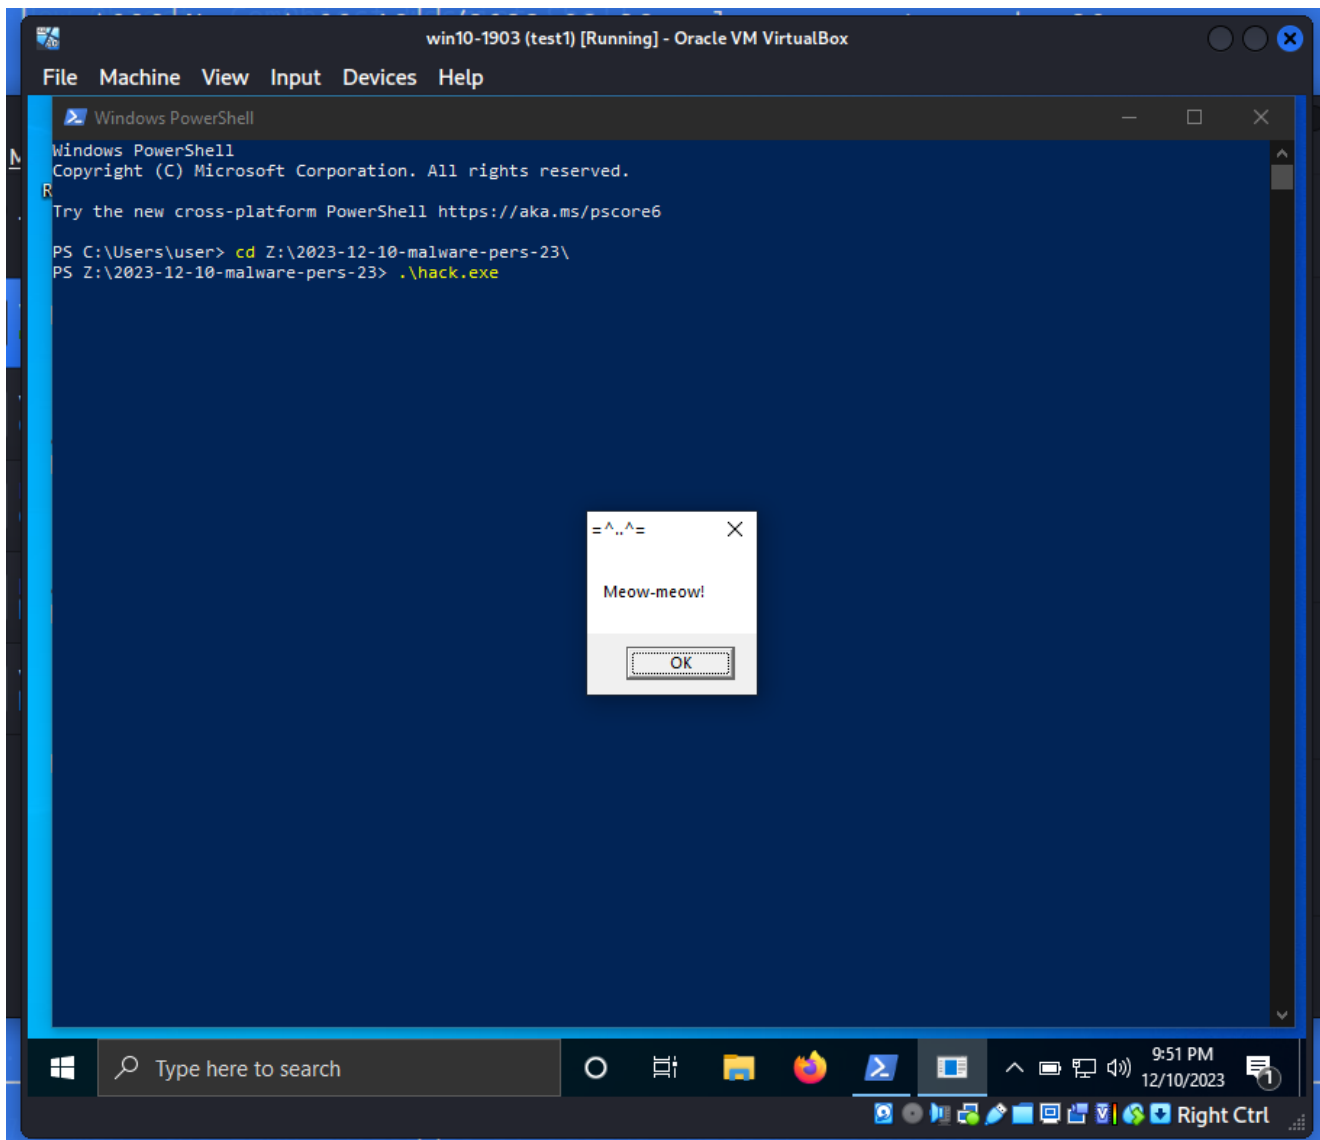 win10-1903 (test1) [Running] - Oracle VM VirtualBox
File Machine View Input Devices Help
Windows PowerShell
Windows PowerShell
Copyright (C) Microsoft Corporation. All rights reserved.
Try the new cross-platform PowerShell https://aka.ms/pscore6
PS C:\Users\user> cd Z:\2023-12-10-malware-pers-23\
PS Z:\2023-12-10-malware-pers-23> .\hack.exe
=^..^=
Meow-meow!
OK
Type here to search
9:51 PM
12/10/2023
1
Right Ctrl